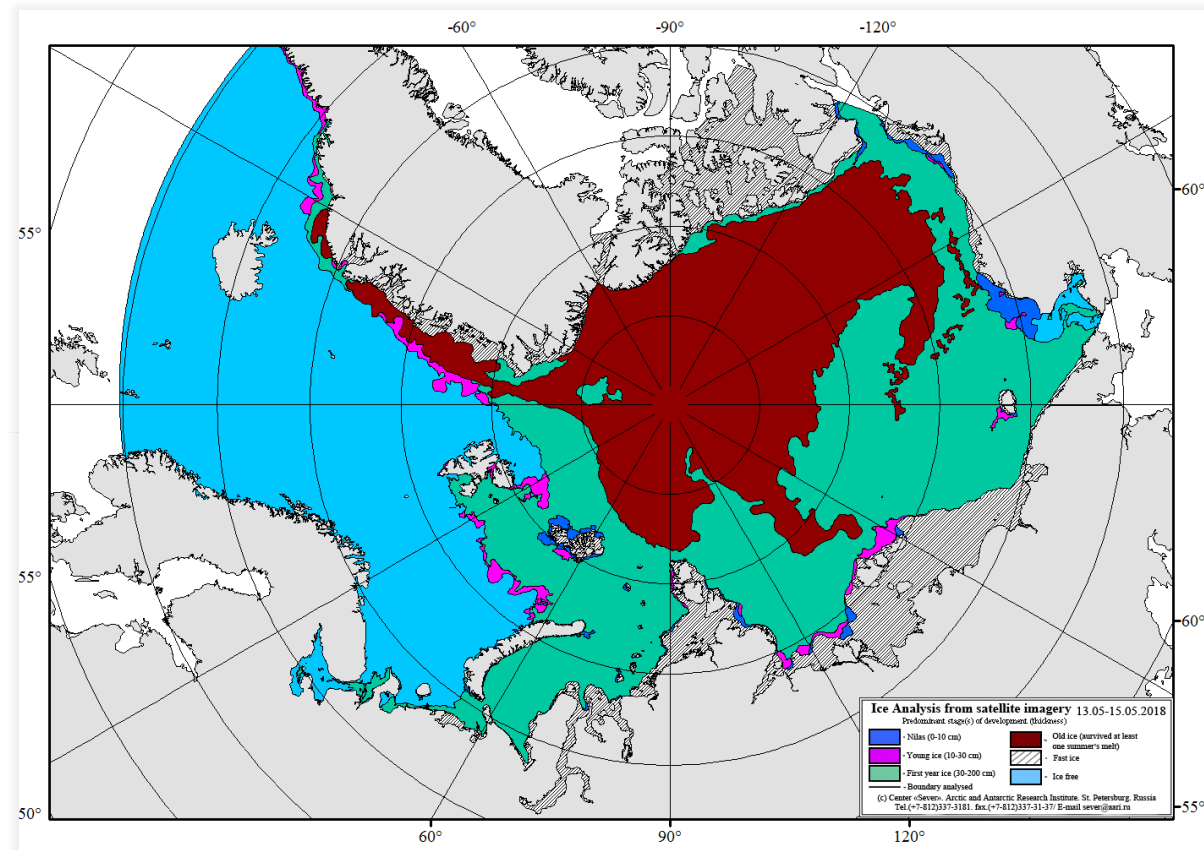 -60°
-90°
-120°
60°
55°
55°
60°
50°
55°
60°
90°
120°
Ice Analysis from satellite imagery 13.05-15.05.2018
Predominant stage(s) of development (thickness)
- Nilas (0-10 cm)
- Young ice (10-30 cm)
- First year ice (30-200 cm)
- Boundary analysed
- Old ice (aurvived at least
one summer's melt)
- Fast ice
- Ice free
(c) Center «Sever». Arctic and Antarctic Research Institute. St. Petersburg. Russia
Tel.(+7-812)337-3181. fax.(+7-812)337-31-37/ E-mail sever@aari.ru